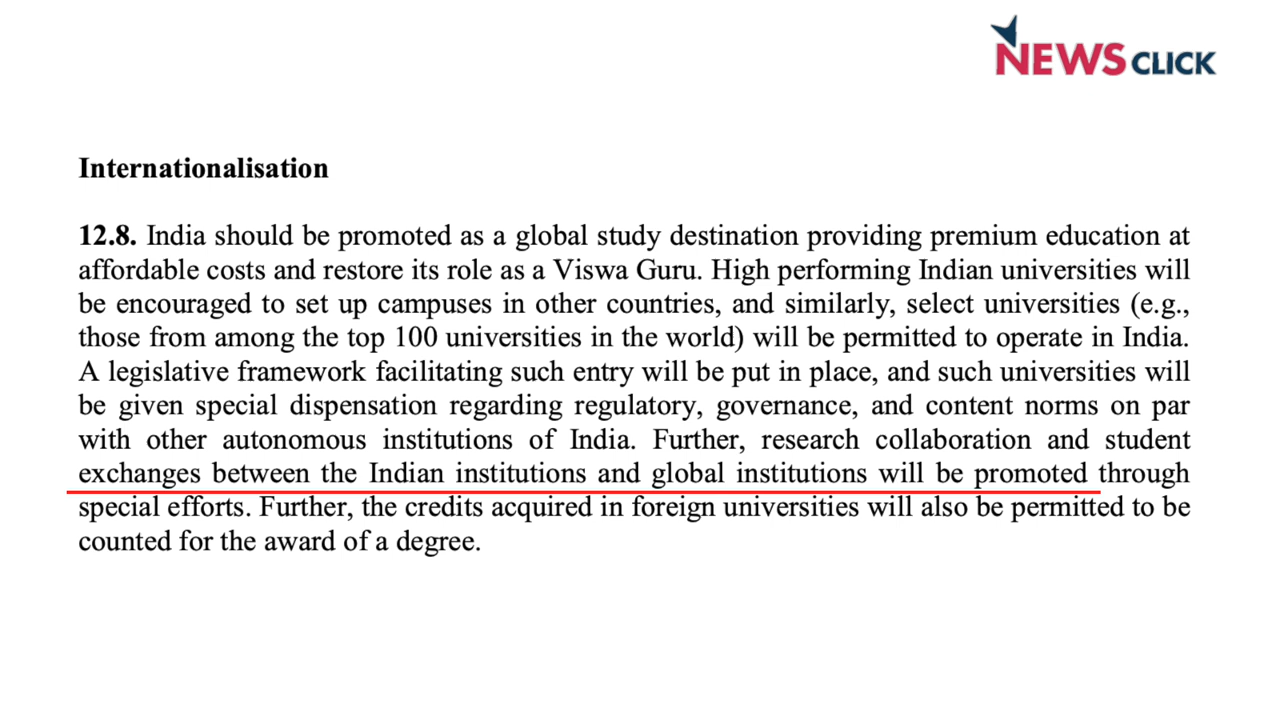 NEWSCLICK
Internationalisation
12.8. India should be promoted as a global study destination providing premium education at
affordable costs and restore its role as a Viswa Guru. High performing Indian universities will
be encouraged to set up campuses in other countries, and similarly, select universities (e.g.,
those from among the top 100 universities in the world) will be permitted to operate in India.
A legislative framework facilitating such entry will be put in place, and such universities will
be given special dispensation regarding regulatory, governance, and content norms on par
with other autonomous institutions of India. Further, research collaboration and student
exchanges between the Indian institutions and global institutions will be promoted through
special efforts. Further, the credits acquired in foreign universities will also be permitted to be
counted for the award of a degree.